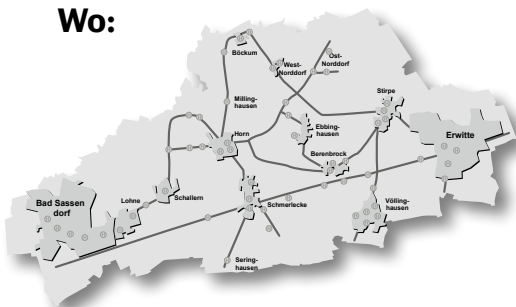 Wo:
Böckum
West-
Norddorf
Ost-
Norddorf
Milling-
hausen
Stirpe
Horn
Ebbing-
hausen
Erwitte
Berenbrock
Bad Sassen
dorf
Lohne
Schallern
Schmerlecke
Völling-
hausen
Sering-
hausen